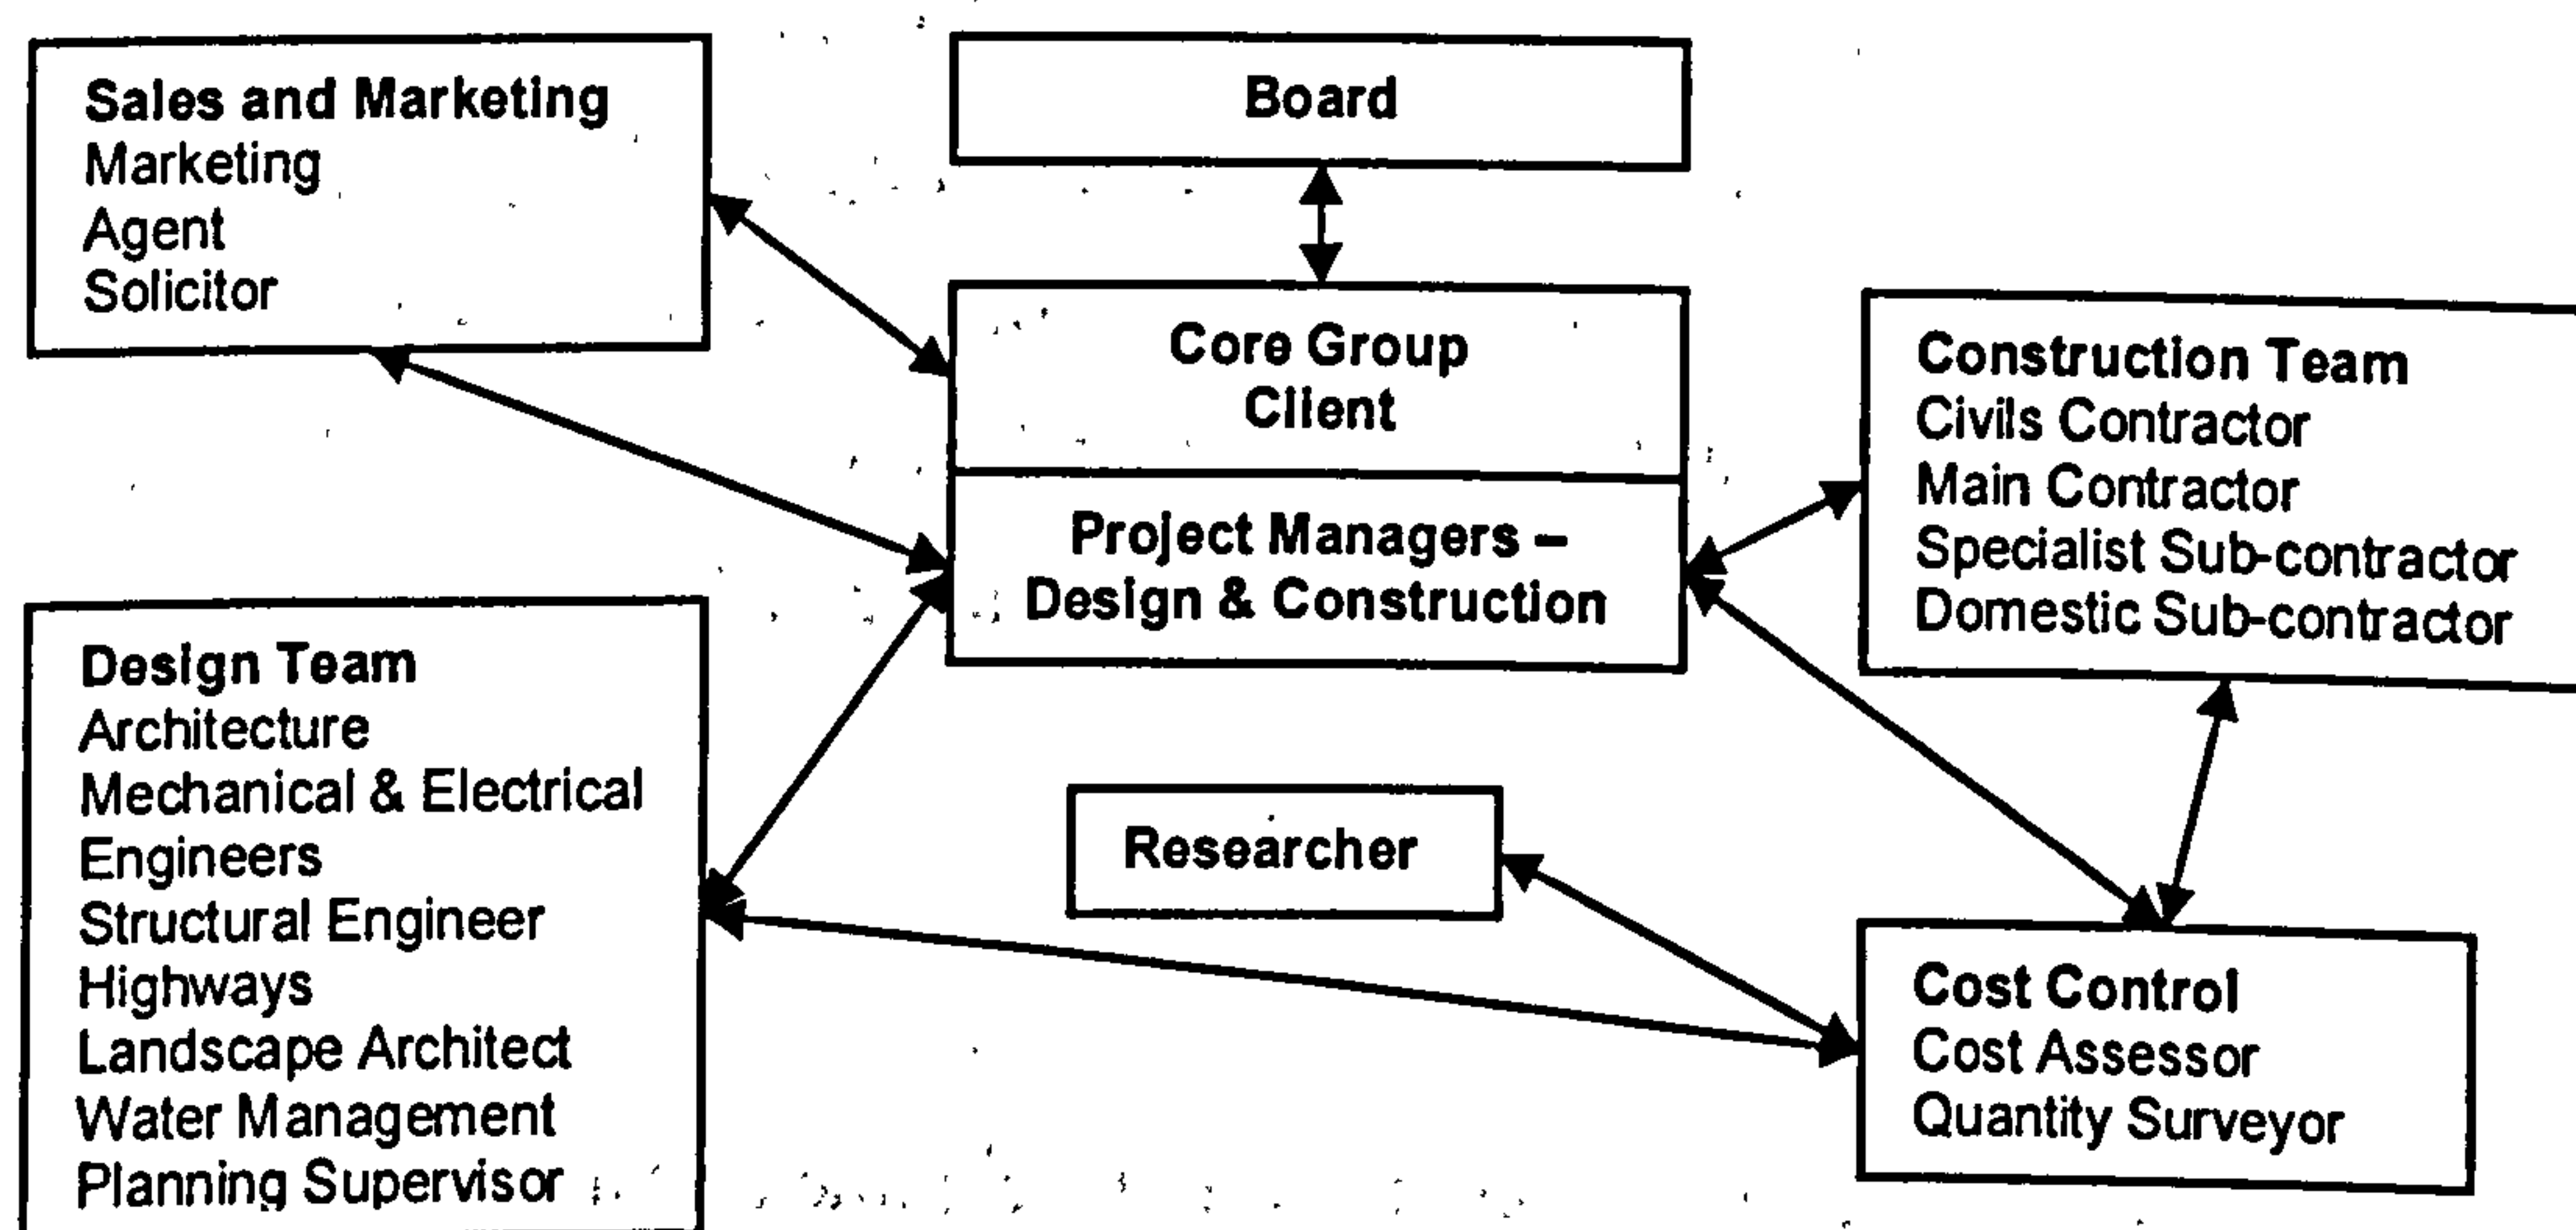 Sales and Marketing
Marketing
Agent
Solicitor
Board
Core Group
Client
Project Managers –
Design & Construction
Construction Team
Civils Contractor
Main Contractor
Specialist Sub-contractor
Domestic Sub-contractor
Design Team
Architecture
Mechanical & Electrical
Engineers
Structural Engineer
Highways
Landscape Architect
Water Management
Planning Supervisor
Researcher
Cost Control
Cost Assessor
Quantity Surveyor